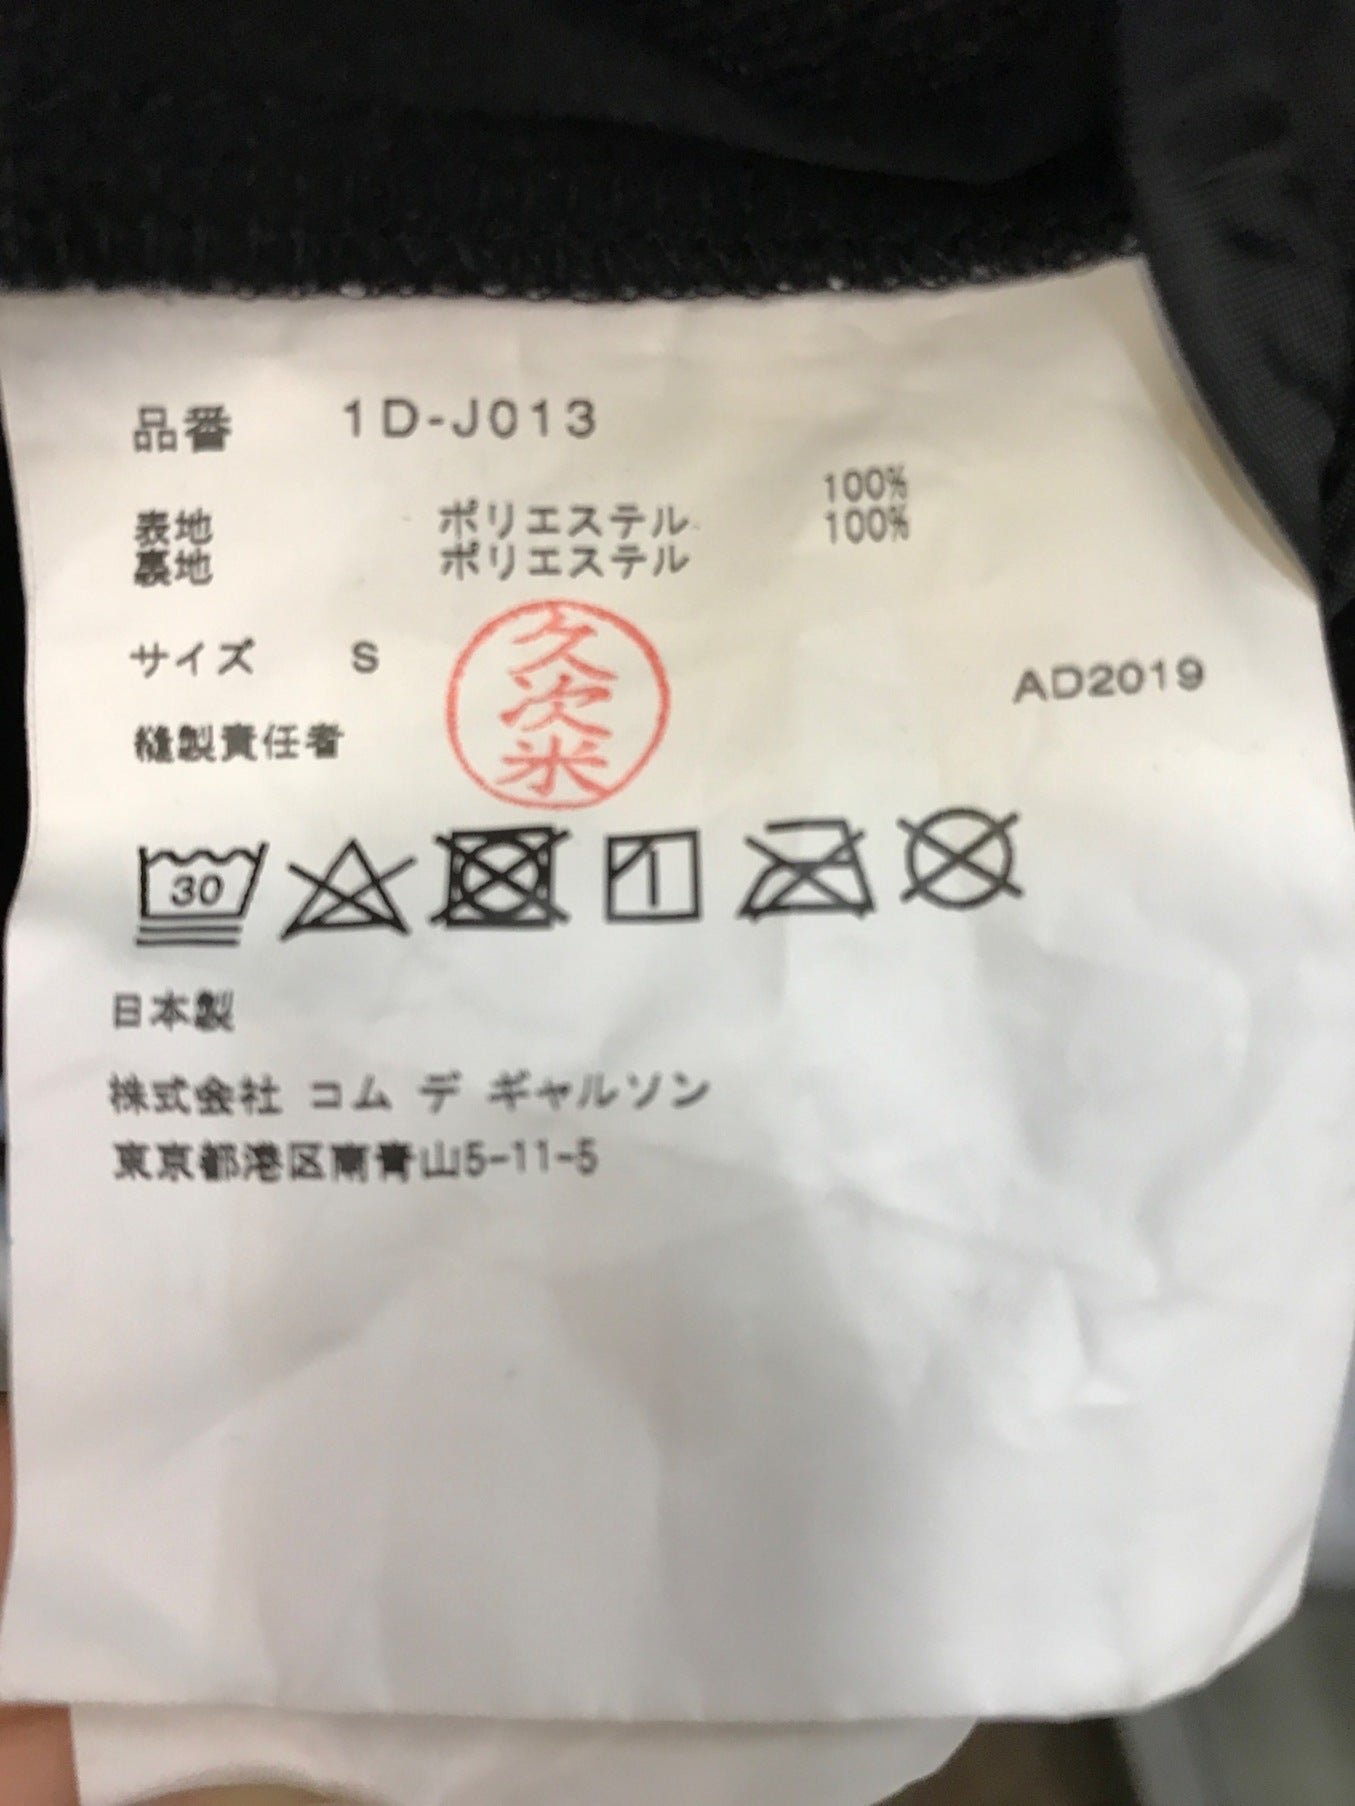 品番 1D-J013
表地 ポリエステル 100%
裏地 ポリエステル 100%
サイズ S
AD2019
縫製責任者 久次米
30
日本製
株式会社 コム デ ギャルソン
東京都港区南青山5-11-5